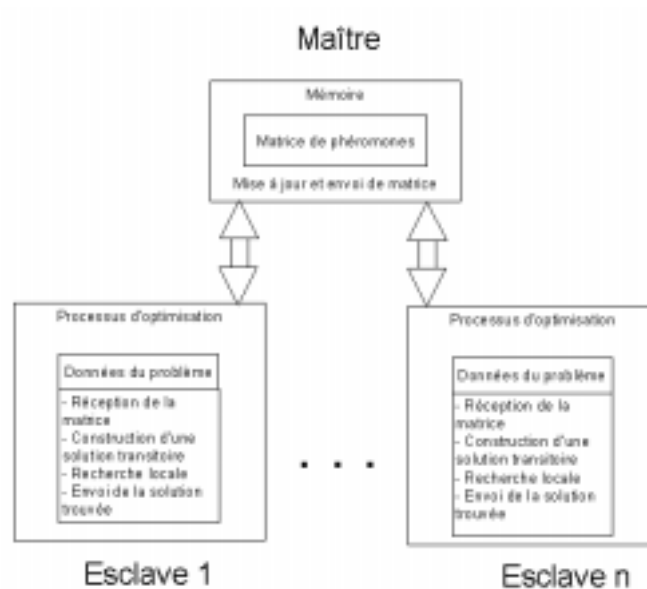 Maître
Mémoire
Matrice de phéromones
Mise à jour et envoi de matrice
Processus d'optimisation
Données du problème
- Réception de la
matrice
- Construction d'une
solution transitoire
- Recherche locale
- Envoi de la solution
trouvée
Esclave 1
. . .
Processus d'optimisation
Données du problème
- Réception de la
matrice
- Construction d'une
solution transitoire
- Recherche locale
- Envoi de la solution
trouvée
Esclave n